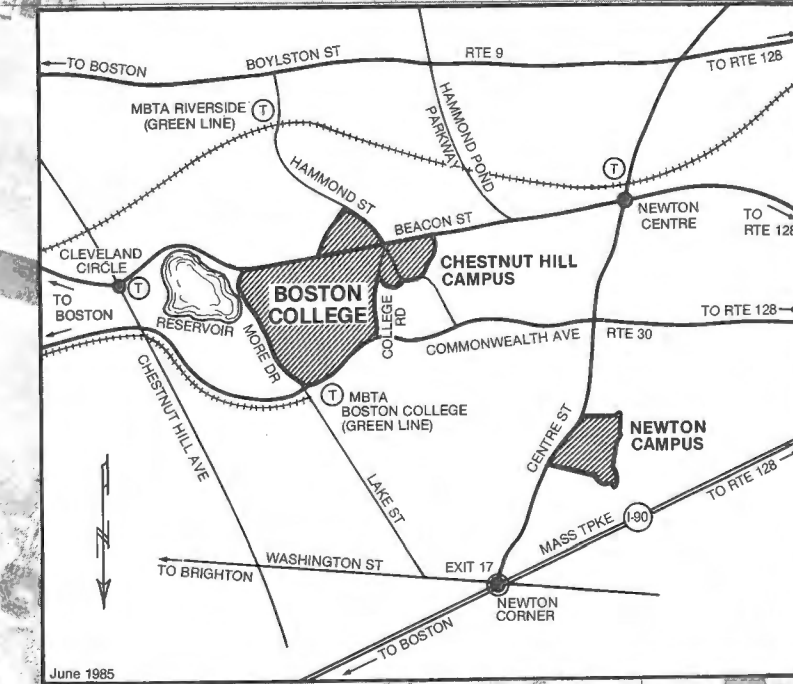 TO BOSTON
BOYLSTON ST
RTE 9
TO RTE 128
MBTA RIVERSIDE
(GREEN LINE)
T
HAMMOND POND
PARKWAY
T
HAMMOND ST
BEACON ST
NEWTON
CENTRE
TO
RTE 128
CLEVELAND
CIRCLE
T
CHESTNUT HILL
CAMPUS
BOSTON
COLLEGE
TO
BOSTON
RESERVOIR
MORE DR
COLLEGE
RD
COMMONWEALTH AVE
RTE 30
TO RTE 128
CHESTNUT HILL AVE
T
MBTA
BOSTON COLLEGE
(GREEN LINE)
CENTRE ST
NEWTON
CAMPUS
LAKE ST
N
MASS TPKE
I-90
TO RTE 128
TO BRIGHTON
WASHINGTON ST
EXIT 17
NEWTON
CORNER
TO BOSTON
June 1985